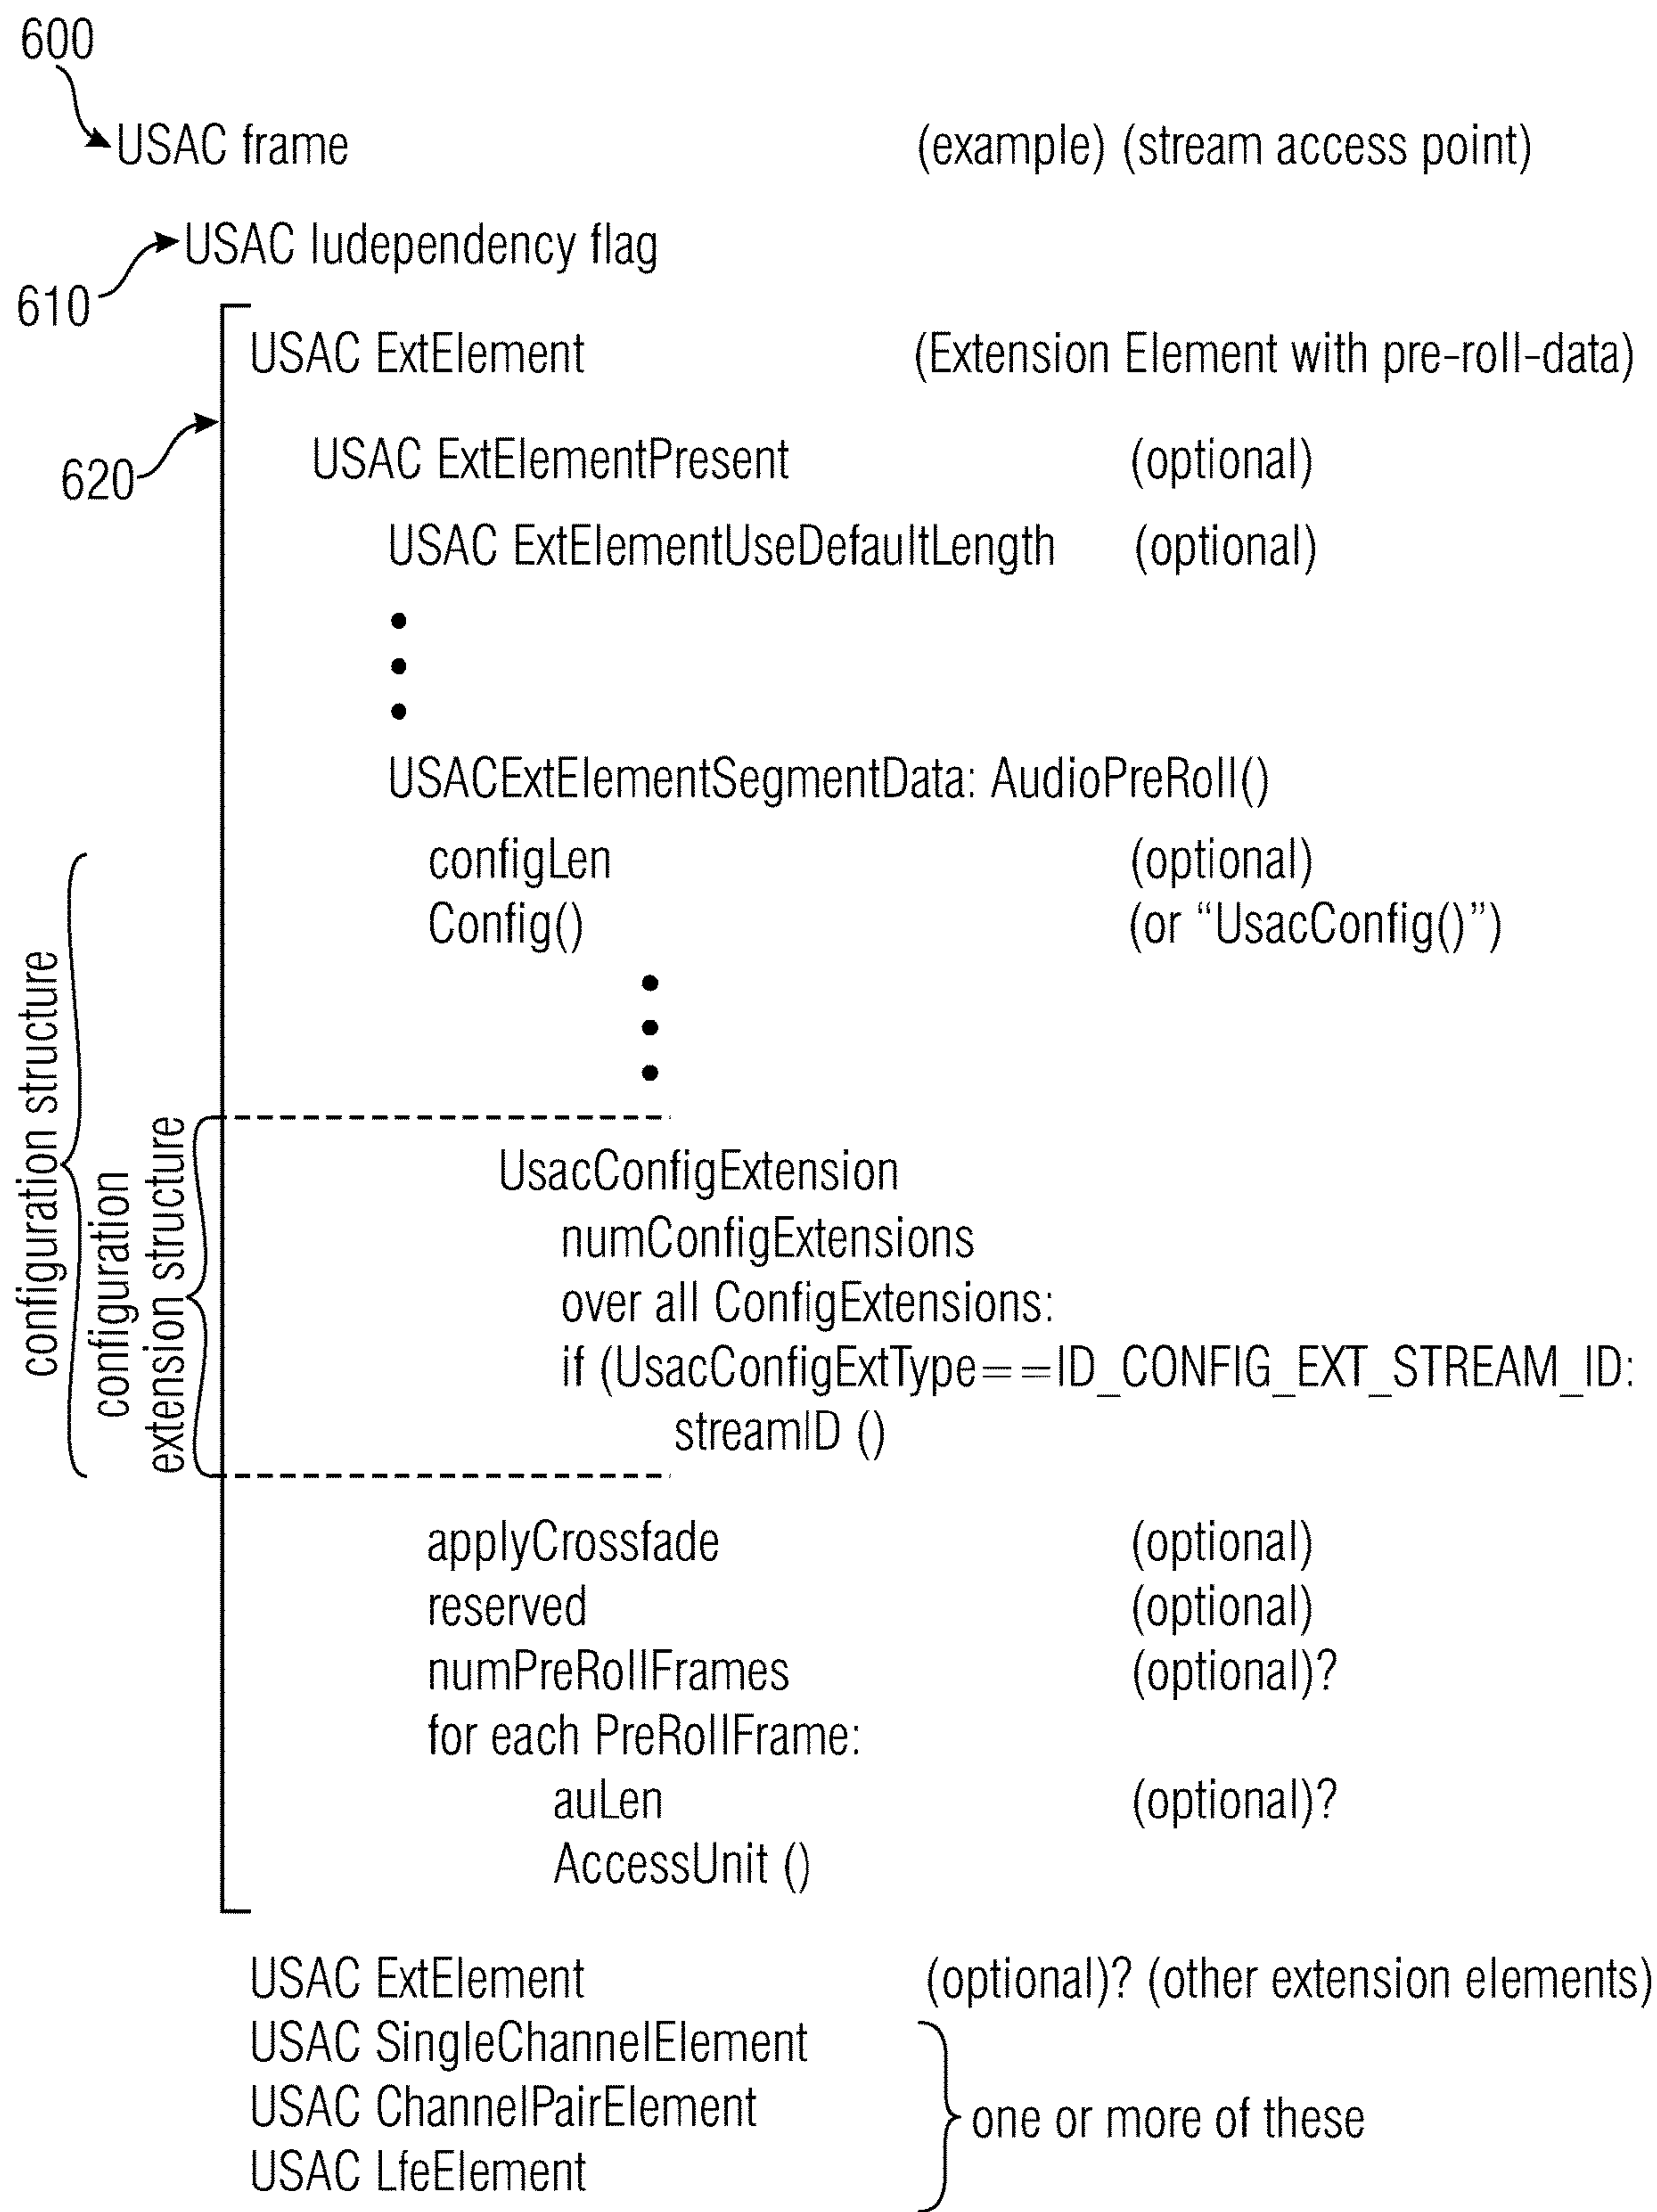 600
USAC frame (example) (stream access point)
USAC Iudependency flag
610
USAC ExtElement (Extension Element with pre-roll-data)
620
USAC ExtElementPresent (optional)
USAC ExtElementUseDefaultLength (optional)
USACExtElementSegmentData: AudioPreRoll()
configLen (optional)
Config() (or “UsacConfig()”)
configuration structure
configuration
extension structure
UsacConfigExtension
numConfigExtensions
over all ConfigExtensions:
if (UsacConfigExtType==ID_CONFIG_EXT_STREAM_ID:
streamID ()
applyCrossfade (optional)
reserved (optional)
numPreRollFrames (optional)?
for each PreRollFrame:
auLen (optional)?
AccessUnit ()
USAC ExtElement (optional)? (other extension elements)
USAC SingleChannelElement
USAC ChannelPairElement
one or more of these
USAC LfeElement